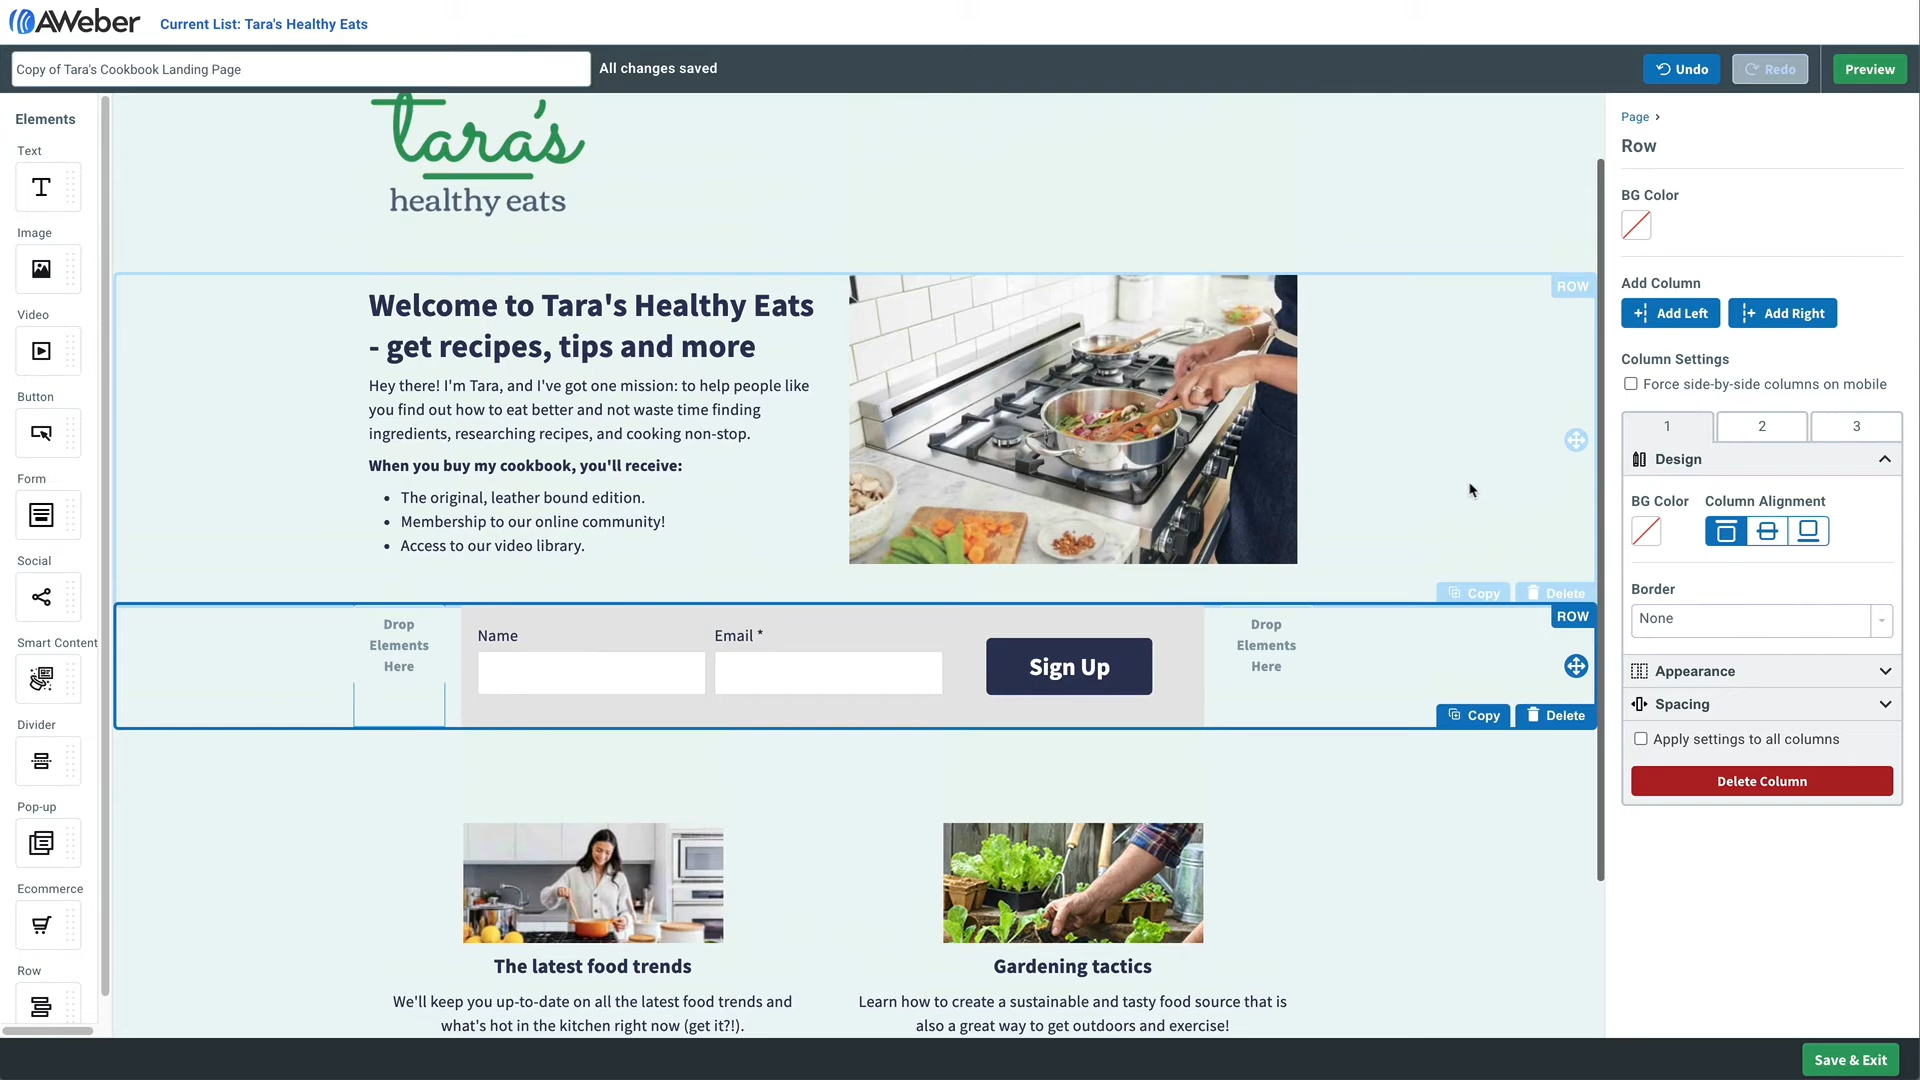 AWeber
Current List: Tara's Healthy Eats
Copy of Tara's Cookbook Landing Page
All changes saved
Undo
Redo
Preview
Elements
Text
Image
Video
Button
Form
Social
Smart Content
Divider
Pop-up
Ecommerce
Row
tara's
healthy eats
ROW
Welcome to Tara's Healthy Eats
- get recipes, tips and more
Hey there! I'm Tara, and I've got one mission: to help people like
you find out how to eat better and not waste time finding
ingredients, researching recipes, and cooking non-stop.
When you buy my cookbook, you'll receive:
• The original, leather bound edition.
• Membership to our online community!
• Access to our video library.
Copy
Delete
ROW
Drop
Elements
Here
Name
Email *
Sign Up
Drop
Elements
Here
Copy
Delete
The latest food trends
We'll keep you up-to-date on all the latest food trends and
what's hot in the kitchen right now (get it?!).
Gardening tactics
Learn how to create a sustainable and tasty food source that is
also a great way to get outdoors and exercise!
Page ›
Row
BG Color
Add Column
Add Left
Add Right
Column Settings
Force side-by-side columns on mobile
1
2
3
Design
BG Color
Column Alignment
Border
None
Appearance
Spacing
Apply settings to all columns
Delete Column
Save & Exit